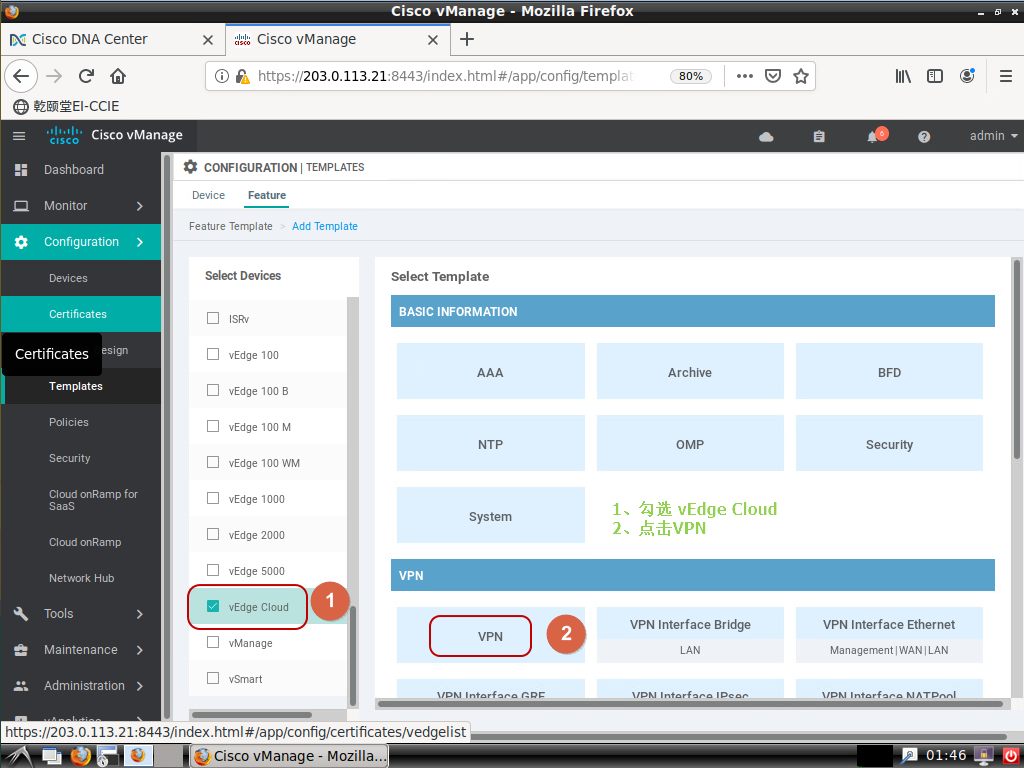 Cisco vManage - Mozilla Firefox
Cisco DNA Center
Cisco vManage
https://203.0.113.21:8443/index.html#/app/config/templat
80%
乾颐堂EI-CCIE
cisco
Cisco vManage
6
admin
Dashboard
Monitor
Configuration
Devices
Certificates
Certificates
esign
Templates
Policies
Security
Cloud onRamp for
SaaS
Cloud onRamp
Network Hub
Tools
Maintenance
Administration
vAnalytics
CONFIGURATION | TEMPLATES
Device
Feature
Feature Template > Add Template
Select Devices
ISRv
vEdge 100
vEdge 100 B
vEdge 100 M
vEdge 100 WM
vEdge 1000
vEdge 2000
vEdge 5000
vEdge Cloud
1
vManage
vSmart
Select Template
BASIC INFORMATION
AAA
Archive
BFD
NTP
OMP
Security
System
1、勾选 vEdge Cloud
2、点击VPN
VPN
VPN
2
VPN Interface Bridge
LAN
VPN Interface Ethernet
Management|WAN|LAN
VPN Interface GRE
VPN Interface IPsec
VPN Interface NATPool
https://203.0.113.21:8443/index.html#/app/config/certificates/vedgelist
Cisco vManage - Mozilla...
01:46